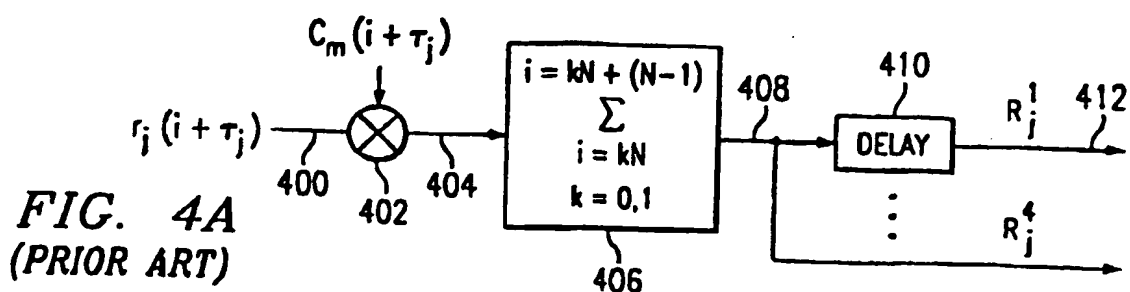 C_m(i + τ_j)
r_j(i + τ_j)
400
402
404
i = kN + (N-1)
∑
i = kN
k = 0,1
406
408
410
DELAY
R_j^1
412
R_j^4
FIG. 4A
(PRIOR ART)